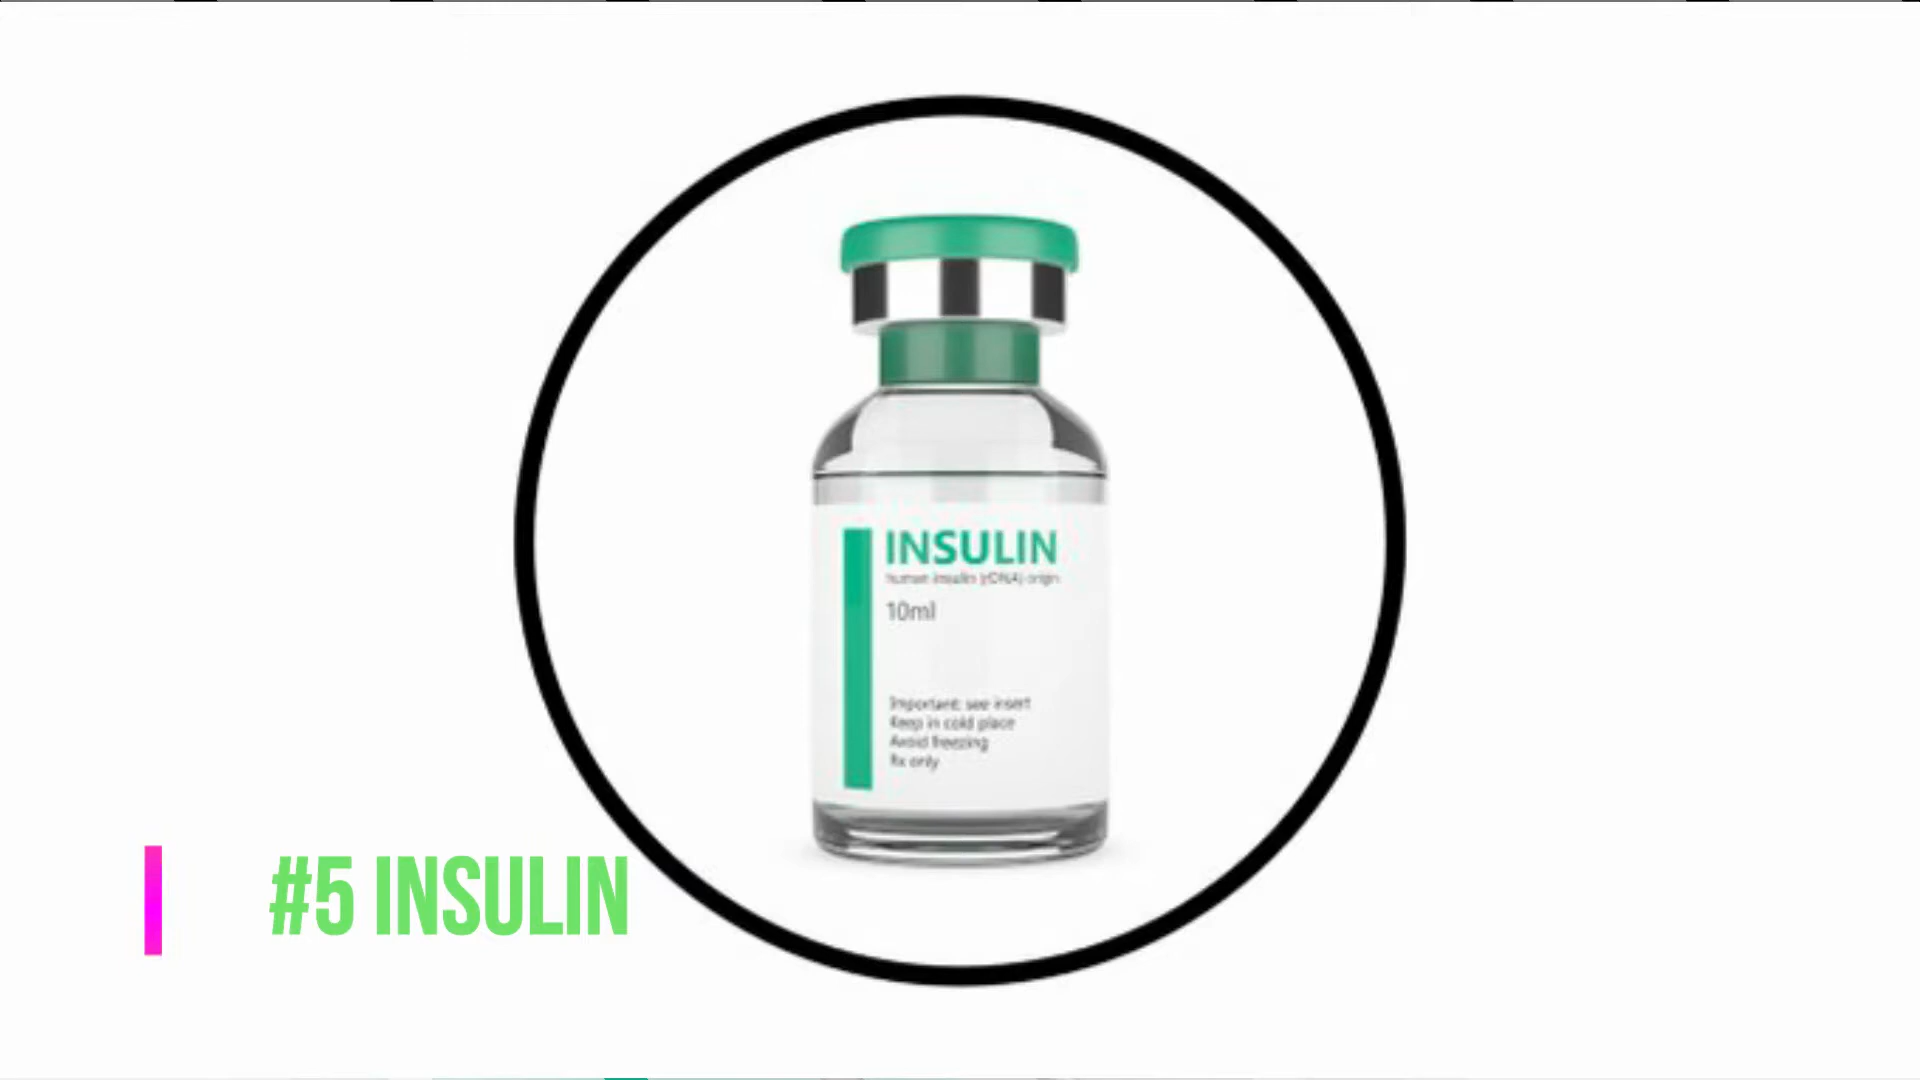 INSULIN
human insulin (rDNA) origin
10ml
Important: see insert
Keep in cold place
Avoid freezing
Rx only
#5 INSULIN